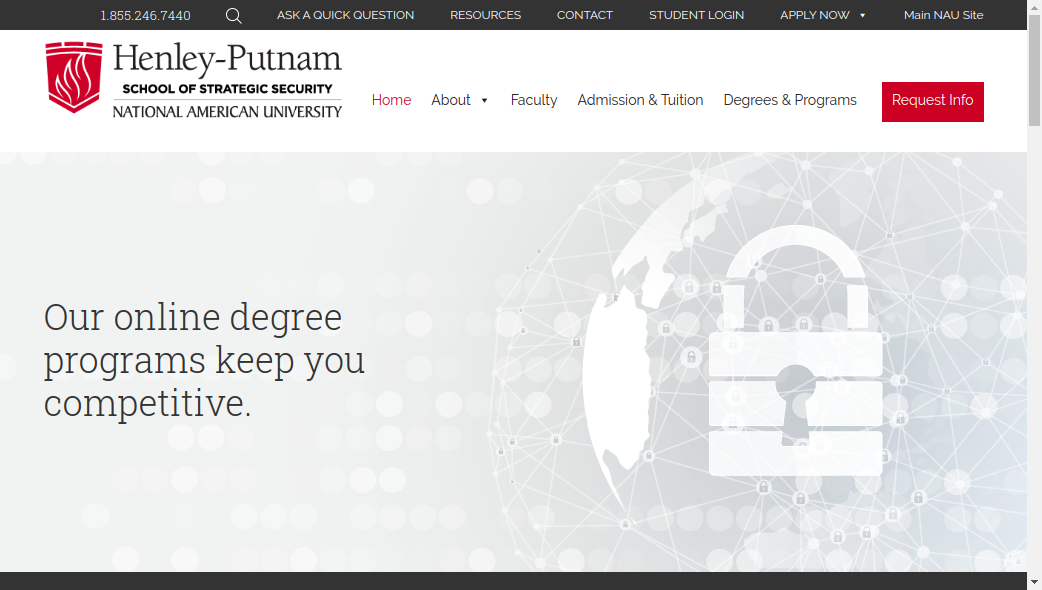 1.855.246.7440 ASK A QUICK QUESTION RESOURCES CONTACT STUDENT LOGIN APPLY NOW Main NAU Site
Henley-Putnam
SCHOOL OF STRATEGIC SECURITY
NATIONAL AMERICAN UNIVERSITY
Home About Faculty Admission & Tuition Degrees & Programs Request Info
Our online degree
programs keep you
competitive.